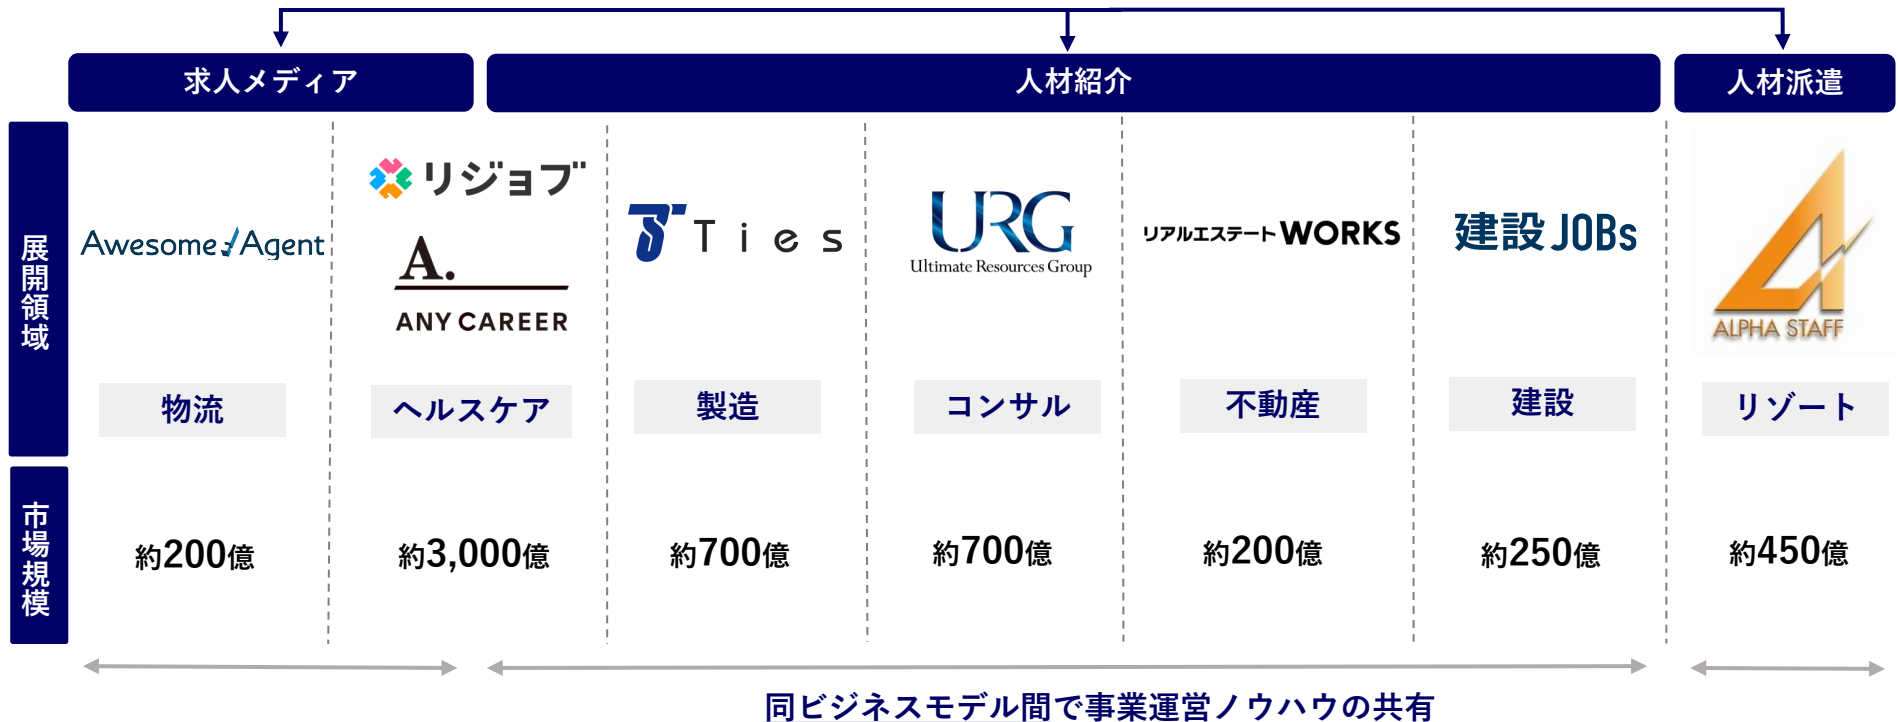 求人メディア
人材紹介
人材派遣
展開領域
Awesome Agent
リジョブ
A.
ANY CAREER
Ties
URG
Ultimate Resources Group
リアルエステートWORKS
建設JOBs
ALPHA STAFF
物流
ヘルスケア
製造
コンサル
不動産
建設
リゾート
市場規模
約200億
約3,000億
約700億
約700億
約200億
約250億
約450億
同ビジネスモデル間で事業運営ノウハウの共有